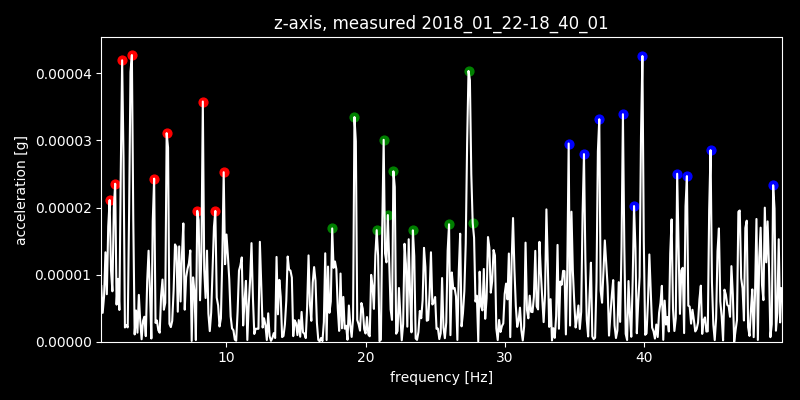 z-axis, measured 2018_01_22-18_40_01
0.00004
0.00003
0.00002
0.00001
0.00000
acceleration [g]
10 20 30 40
frequency [Hz]